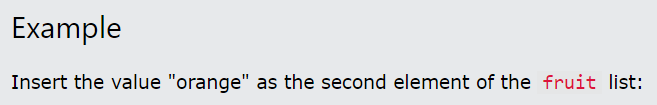 Example
Insert the value "orange" as the second element of the fruit list: